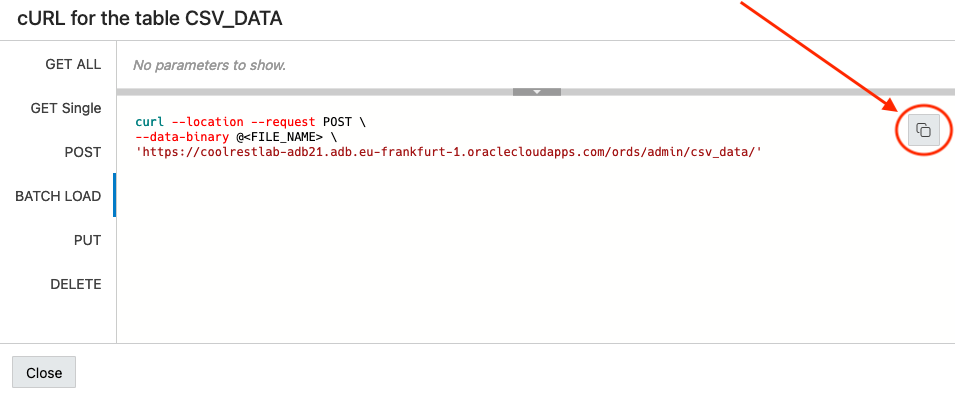 cURL for the table CSV_DATA
GET ALL
GET Single
POST
BATCH LOAD
PUT
DELETE
No parameters to show.
curl --location --request POST \
--data-binary @<FILE_NAME> \
'https://coolrestlab-adb21.adb.eu-frankfurt-1.oraclecloudapps.com/ords/admin/csv_data/'
Close